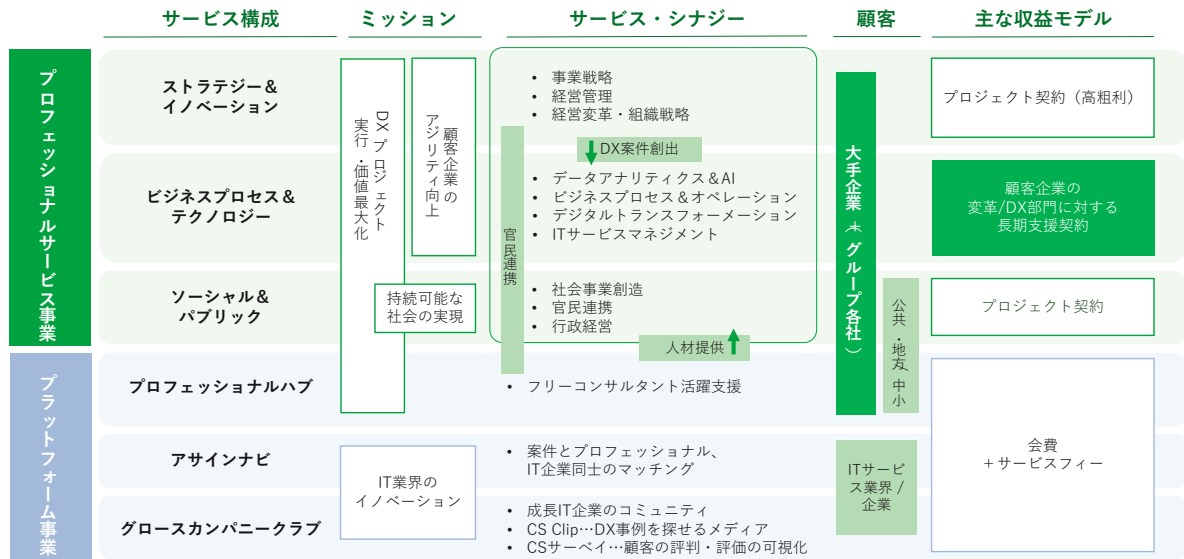 サービス構成
ミッション
サービス・シナジー
顧客
主な収益モデル
プロフェッショナルサービス事業
ストラテジー＆
イノベーション
DXプロジェクト
実行・価値最大化
顧客企業の
アジリティ向上
• 事業戦略
• 経営管理
• 経営変革・組織戦略
DX案件創出
官民連携
大手企業（＋グループ各社）
プロジェクト契約（高粗利）
ビジネスプロセス＆
テクノロジー
• データアナリティクス＆AI
• ビジネスプロセス＆オペレーション
• デジタルトランスフォーメーション
• ITサービスマネジメント
顧客企業の
変革/DX部門に対する
長期支援契約
ソーシャル＆
パブリック
持続可能な
社会の実現
• 社会事業創造
• 官民連携
• 行政経営
人材提供
公共・地方、中小
プロジェクト契約
プラットフォーム事業
プロフェッショナルハブ
• フリーコンサルタント活躍支援
会費
＋サービスフィー
アサインナビ
IT業界の
イノベーション
• 案件とプロフェッショナル、
IT企業同士のマッチング
ITサービ
ス業界 /
企業
グロースカンパニークラブ
• 成長IT企業のコミュニティ
• CS Clip…DX事例を探せるメディア
• CSサーベイ…顧客の評判・評価の可視化